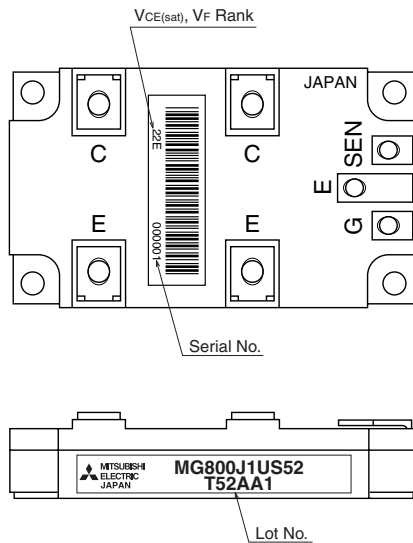 VCE(sat), VF Rank
JAPAN
22E
000001
C
C
SEN
E
G
E
E
Serial No.
MITSUBISHI
ELECTRIC
JAPAN
MG800J1US52
T52AA1
Lot No.